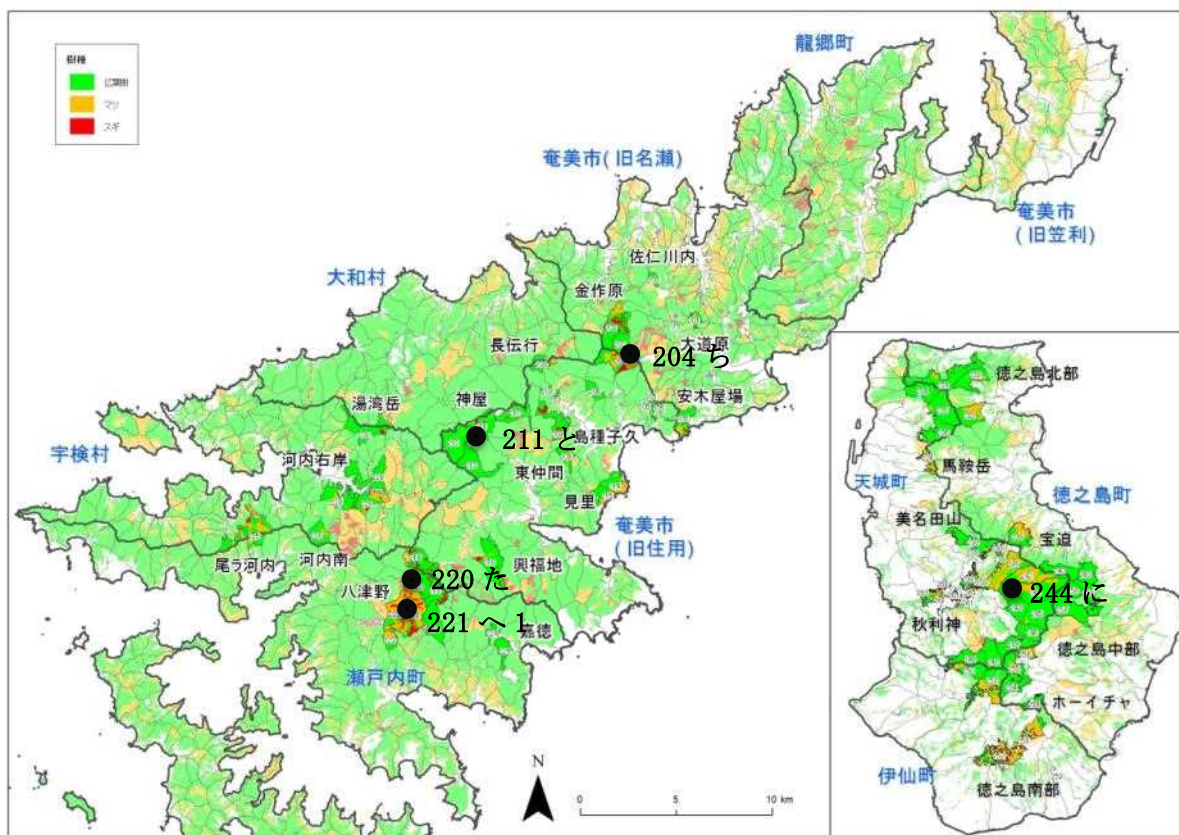 樹種
広葉樹
マツ
スギ
龍郷町
奄美市(旧名瀬)
奄美市
(旧笠利)
佐仁川内
大和村
金作原
長伝行
大道原
204 ち
安木屋場
湯湾岳
神屋
211 と
島種子久
宇検村
河内右岸
東仲間
見里
奄美市
(旧住用)
尾ラ河内
河内南
興福地
八津野
220 た
221 へ 1
嘉徳
瀬戸内町
N
0
5
10 km
徳之島北部
馬鞍岳
天城町
徳之島町
美名田山
宝迫
244 に
秋利神
徳之島中部
ホーイチャ
伊仙町
徳之島南部